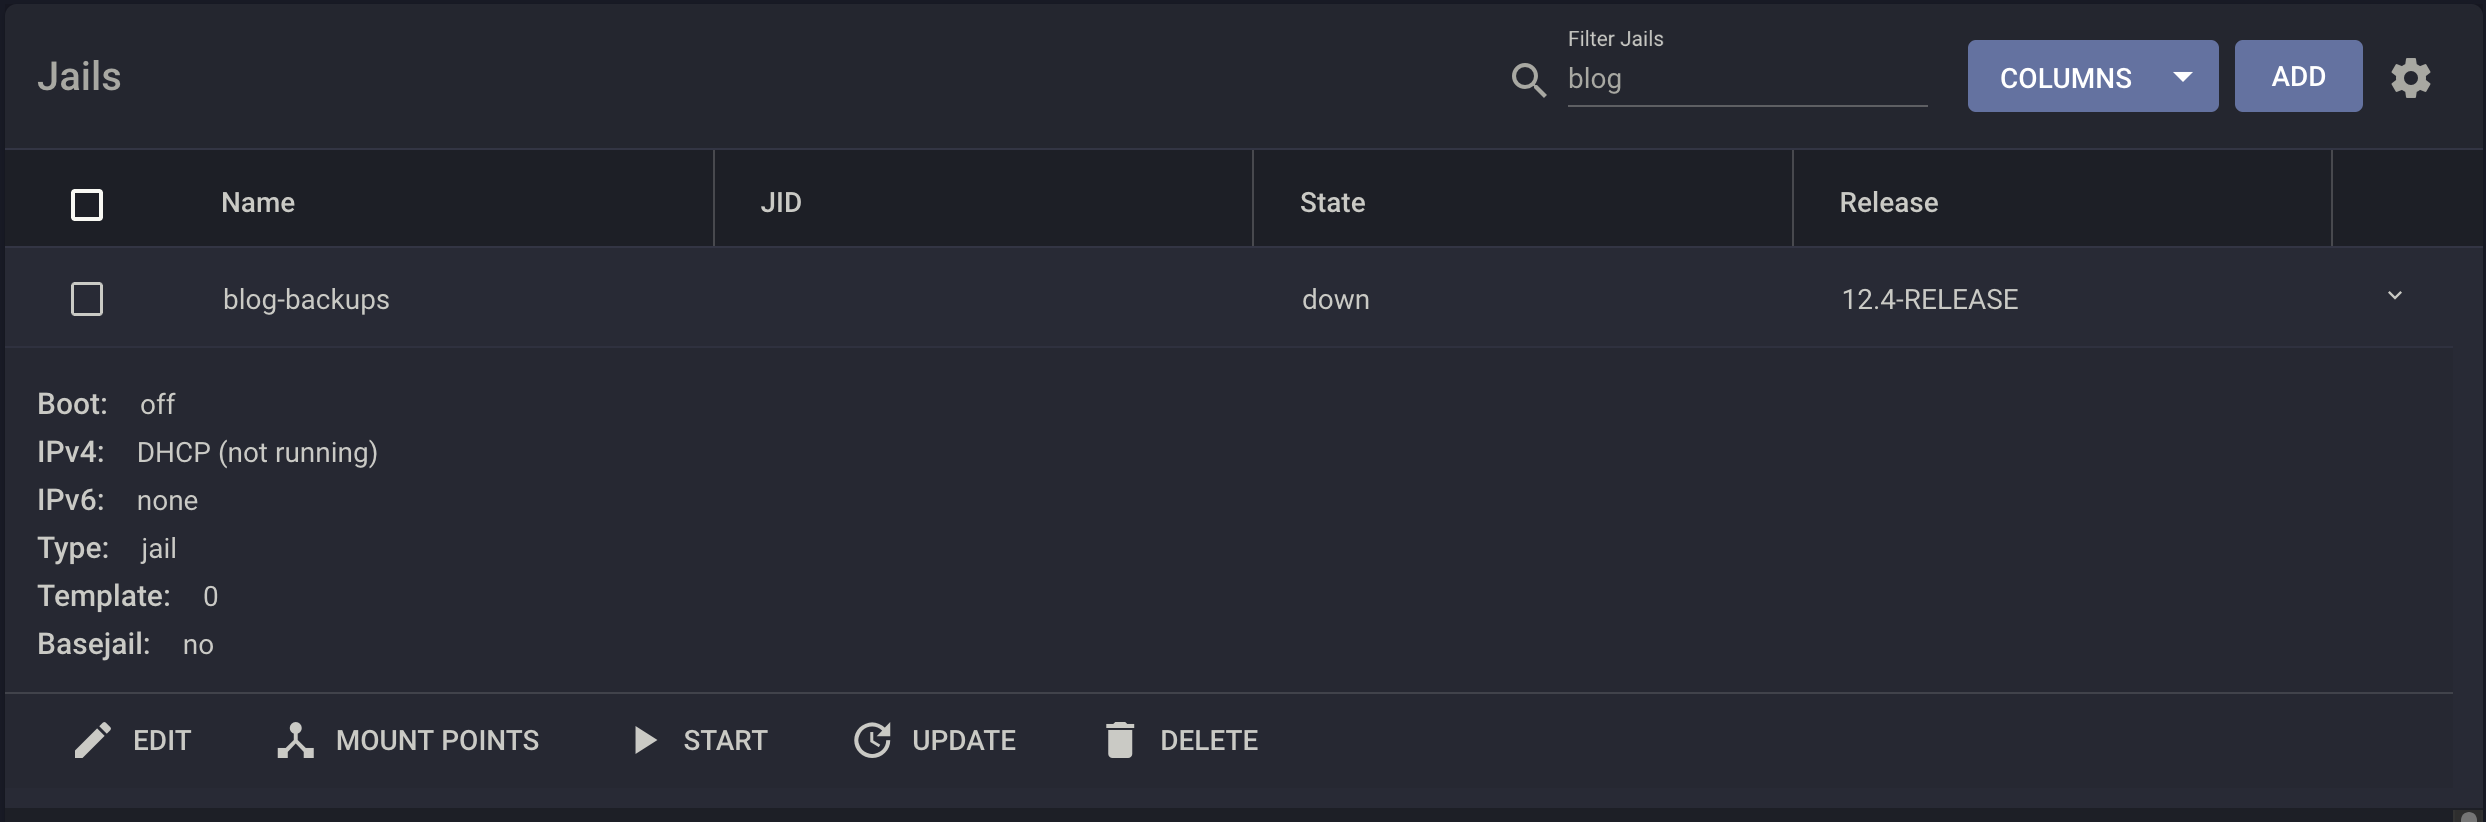 Jails
Filter Jails
blog
COLUMNS
ADD
Name JID State Release
blog-backups down 12.4-RELEASE
Boot: off
IPv4: DHCP (not running)
IPv6: none
Type: jail
Template: 0
Basejail: no
EDIT MOUNT POINTS START UPDATE DELETE